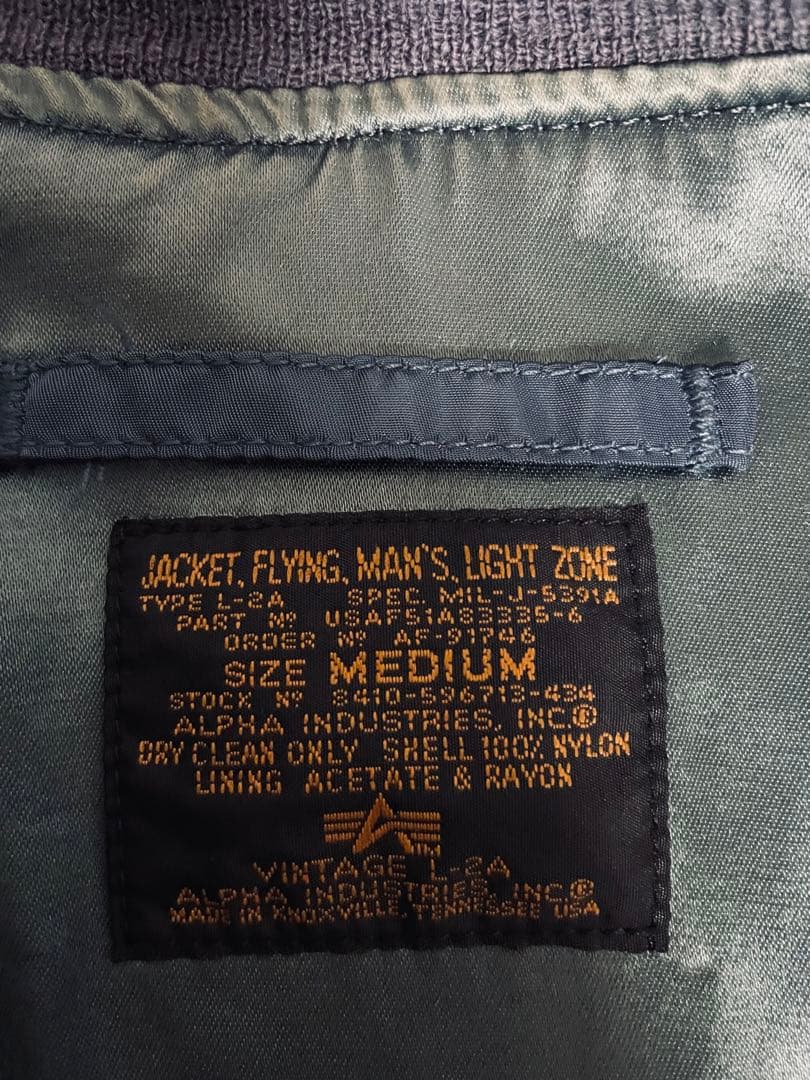 JACKET, FLYING, MAN'S, LIGHT ZONE
TYPE L-2A SPEC. MIL-J-5391A
PART Nº USAF51A83335-6
ORDER Nº AF-91746
SIZE MEDIUM
STOCK Nº 8410-596713-434
ALPHA INDUSTRIES, INC®
DRY CLEAN ONLY SHELL 100% NYLON
LINING ACETATE & RAYON
VINTAGE L-2A
ALPHA INDUSTRIES, INC®
MADE IN KNOXVILLE, TENNESSEE USA